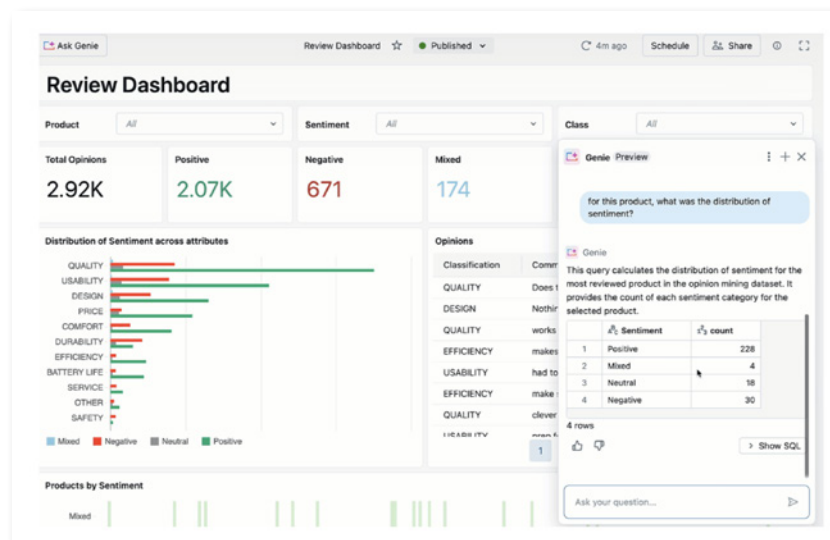 Ask Genie
Review Dashboard
Published
4m ago
Schedule
Share
Review Dashboard
Product
All
Sentiment
All
Class
All
Total Opinions
2.92K
Positive
2.07K
Negative
671
Mixed
174
Distribution of Sentiment across attributes
QUALITY
USABILITY
DESIGN
PRICE
COMFORT
DURABILITY
EFFICIENCY
BATTERY LIFE
SERVICE
OTHER
SAFETY
Mixed
Negative
Neutral
Positive
Opinions
Classification
Comm
QUALITY
Does
DESIGN
Nothir
QUALITY
works
EFFICIENCY
makes
USABILITY
had to
EFFICIENCY
make
QUALITY
clever
USABILITY
1
Products by Sentiment
Mixed
Genie Preview
for this product, what was the distribution of
sentiment?
Genie
This query calculates the distribution of sentiment for the
most reviewed product in the opinion mining dataset. It
provides the count of each sentiment category for the
selected product.
Sentiment count
1 Positive 228
2 Mixed 4
3 Neutral 18
4 Negative 30
4 rows
Show SQL
Ask your question...